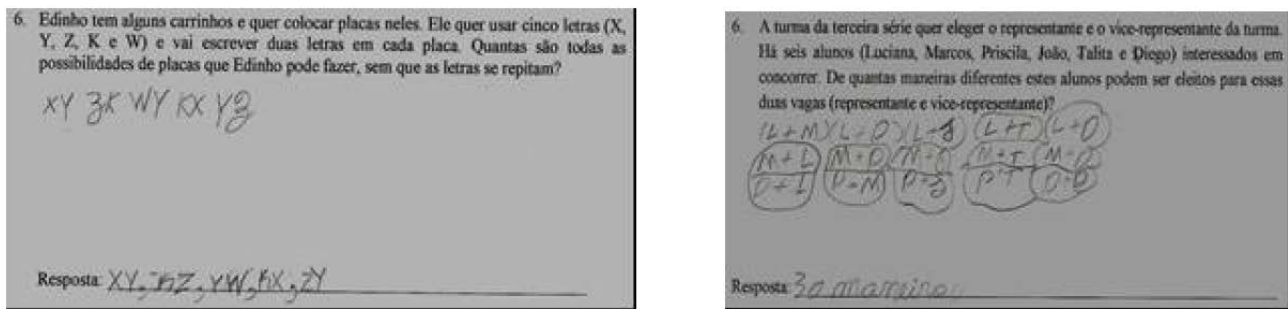 6. Edinho tem alguns carrinhos e quer colocar placas neles. Ele quer usar cinco letras (X,
Y, Z, K e W) e vai escrever duas letras em cada placa. Quantas são todas as
possibilidades de placas que Edinho pode fazer, sem que as letras se repitam?
XY ZK WY KX YZ
Resposta: XY, KZ, YW, KX, ZY
6. A turma da terceira série quer eleger o representante e o vice-representante da turma.
Há seis alunos (Luciana, Marcos, Priscila, João, Talita e Diego) interessados em
concorrer. De quantas maneiras diferentes estes alunos podem ser eleitos para essas
duas vagas (representante e vice-representante)?
(L+M)(L+P)(L+J)(L+T)(L+D)
M+L M+P M+T
P+L P+M P+J P+T
Resposta: 30 maneiras